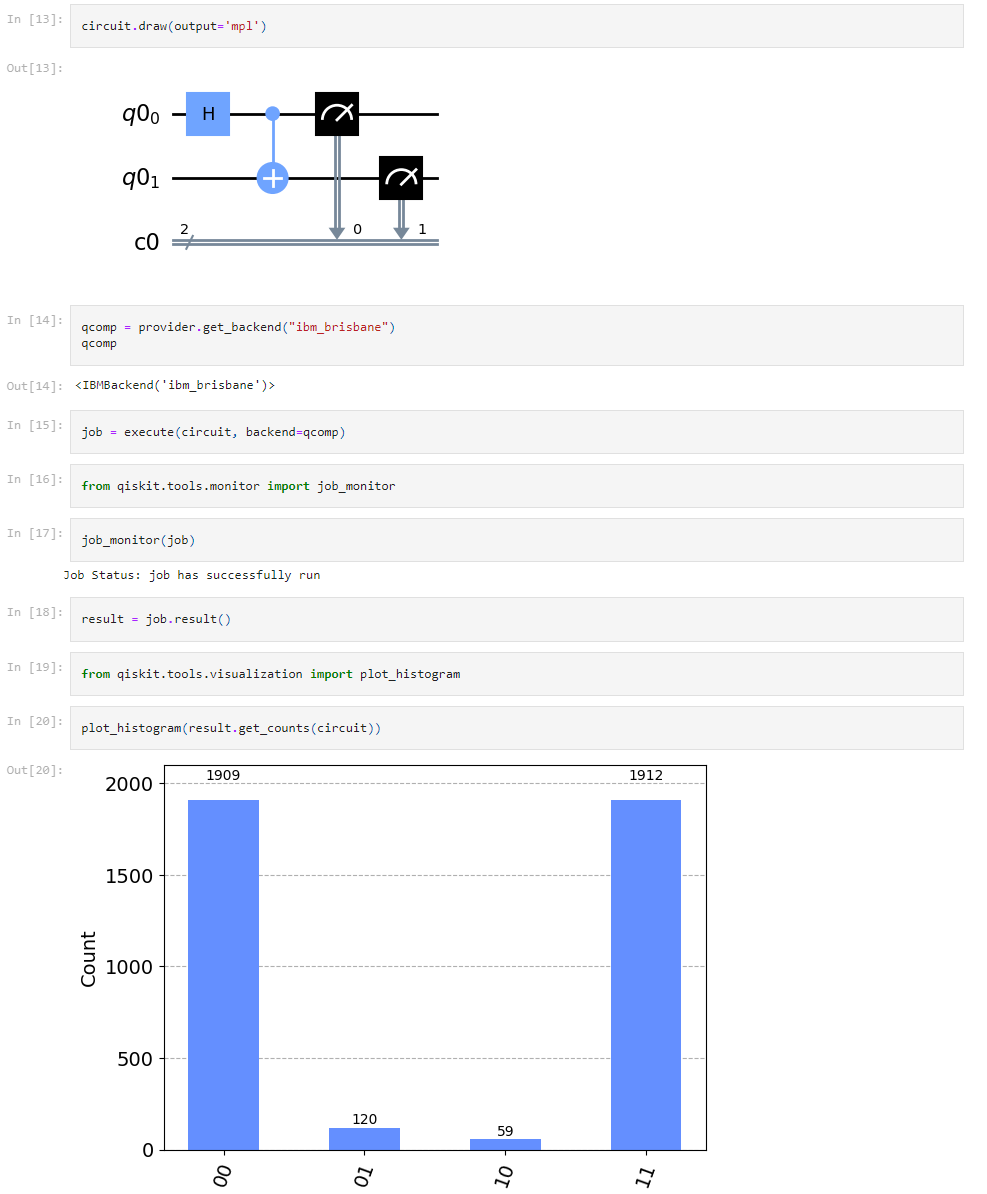 In [13]:
circuit.draw(output='mpl')
Out[13]:
q0₀ H
q0₁
2 0 1
c0
In [14]:
qcomp = provider.get_backend("ibm_brisbane")
qcomp
Out[14]: <IBMBackend('ibm_brisbane')>
In [15]:
job = execute(circuit, backend=qcomp)
In [16]:
from qiskit.tools.monitor import job_monitor
In [17]:
job_monitor(job)
Job Status: job has successfully run
In [18]:
result = job.result()
In [19]:
from qiskit.tools.visualization import plot_histogram
In [20]:
plot_histogram(result.get_counts(circuit))
Out[20]:
1909 1912
2000
1500
1000
500
0
Count
120
59
00 01 10 11